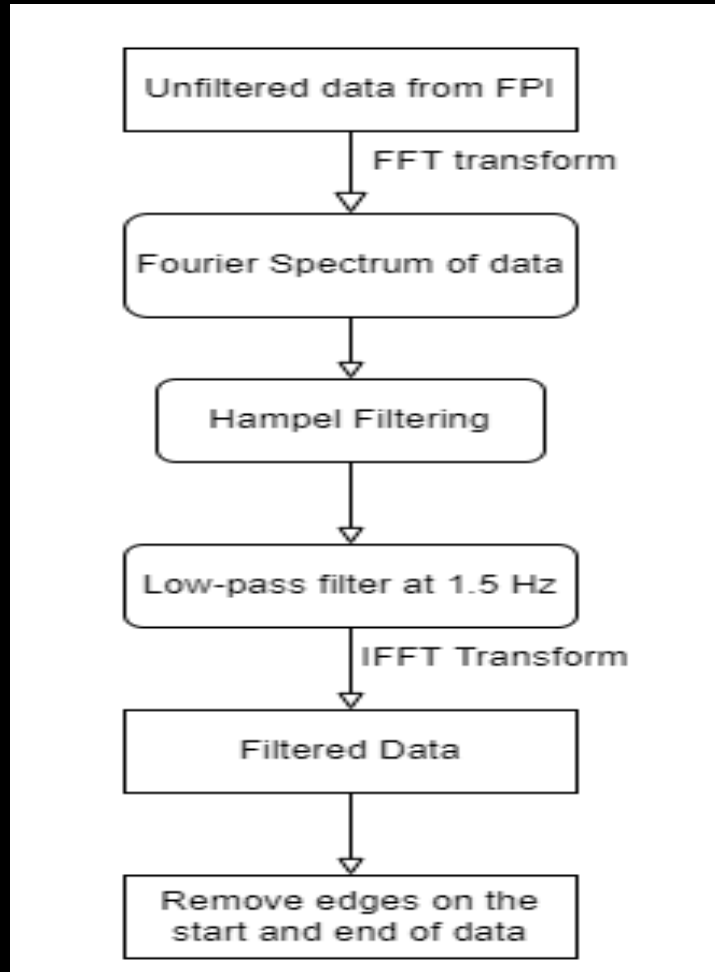 Unfiltered data from FPI
FFT transform
Fourier Spectrum of data
Hampel Filtering
Low-pass filter at 1.5 Hz
IFFT Transform
Filtered Data
Remove edges on the
start and end of data